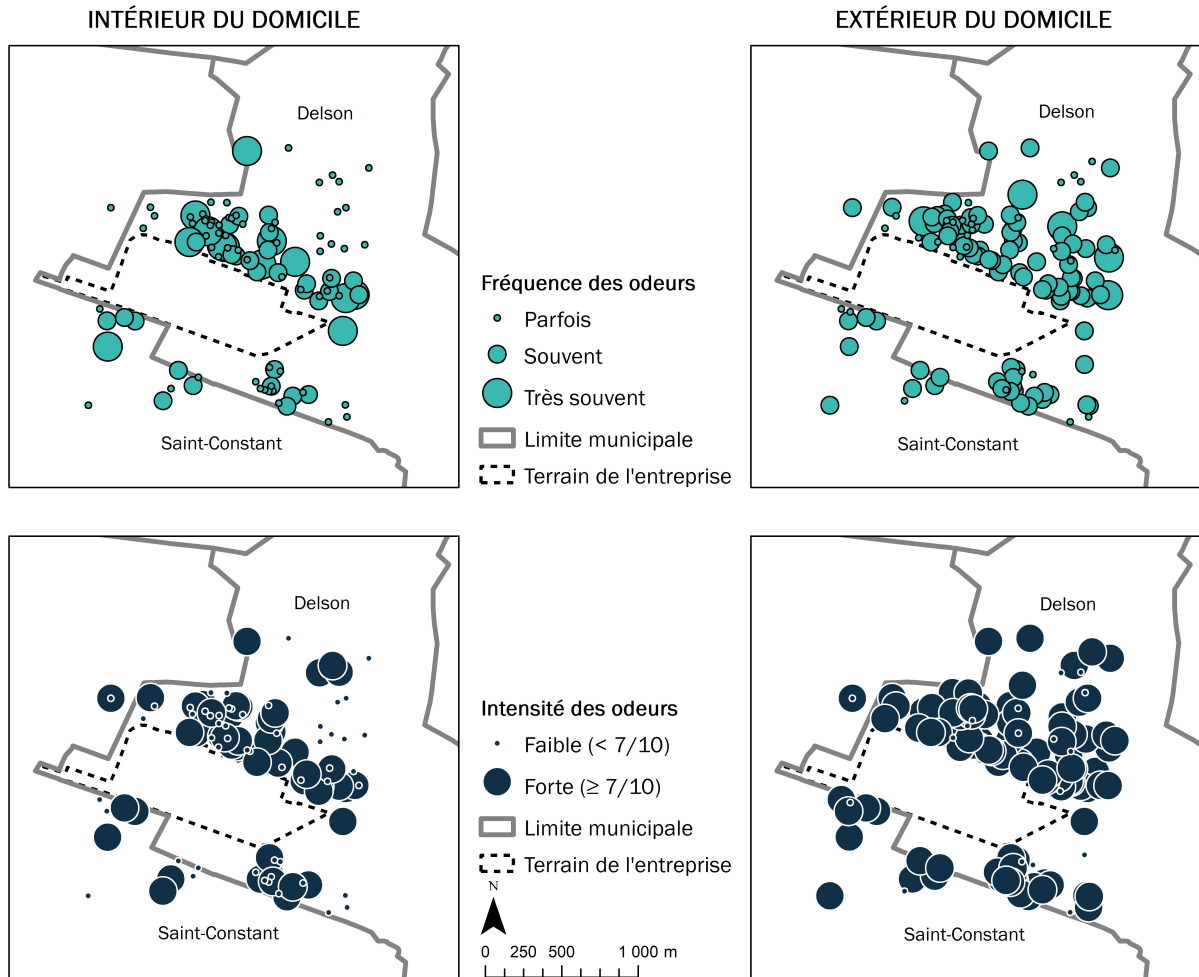 INTÉRIEUR DU DOMICILE
EXTÉRIEUR DU DOMICILE
Delson
Saint-Constant
Delson
Saint-Constant
Fréquence des odeurs
Parfois
Souvent
Très souvent
Limite municipale
Terrain de l'entreprise
Delson
Saint-Constant
Delson
Saint-Constant
Intensité des odeurs
Faible (< 7/10)
Forte (≥ 7/10)
Limite municipale
Terrain de l'entreprise
N
0 250 500 1 000 m